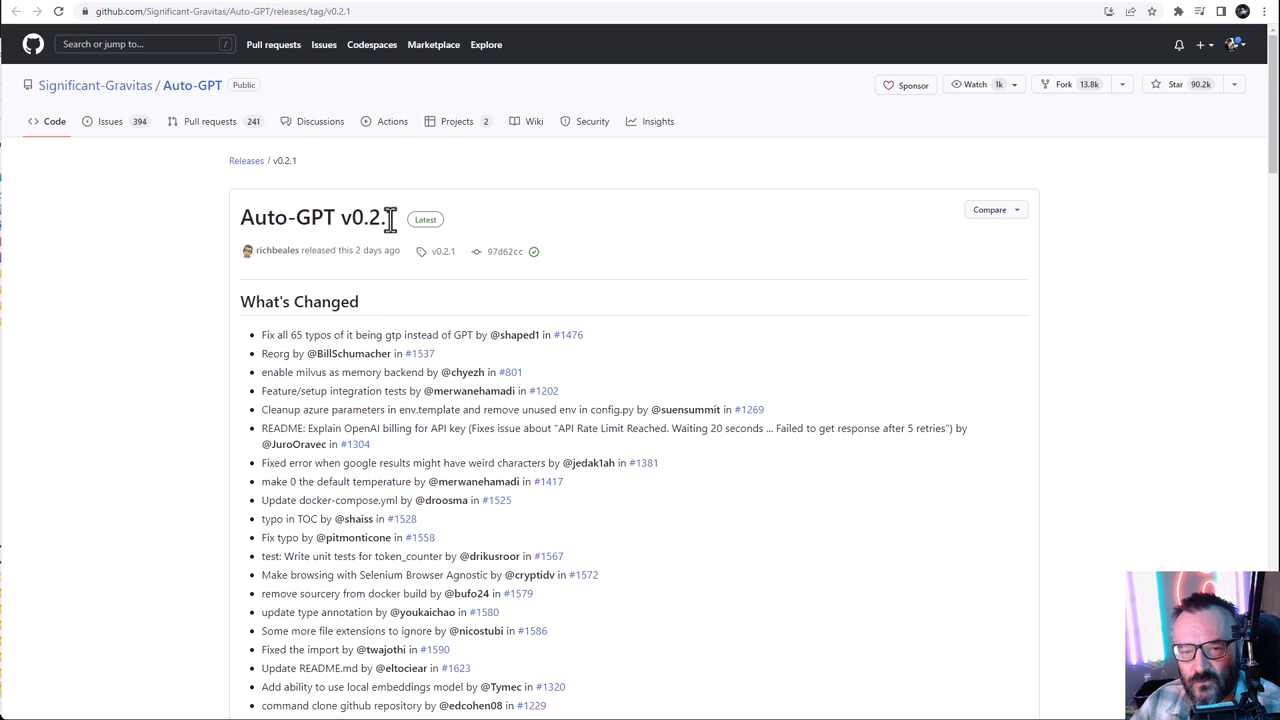 github.com/Significant-Gravitas/Auto-GPT/releases/tag/v0.2.1
Search or jump to... /
Pull requests Issues Codespaces Marketplace Explore
Significant-Gravitas / Auto-GPT Public
Sponsor Watch 1k Fork 13.8k Star 90.2k
Code Issues 394 Pull requests 241 Discussions Actions Projects 2 Wiki Security Insights
Releases / v0.2.1
Auto-GPT v0.2. Latest
Compare
richbeales released this 2 days ago v0.2.1 97d62cc
What's Changed
Fix all 65 typos of it being gtp instead of GPT by @shaped1 in #1476
Reorg by @BillSchumacher in #1537
enable milvus as memory backend by @chyezh in #801
Feature/setup integration tests by @merwanehamadi in #1202
Cleanup azure parameters in env.template and remove unused env in config.py by @suensummit in #1269
README: Explain OpenAI billing for API key (Fixes issue about "API Rate Limit Reached. Waiting 20 seconds ... Failed to get response after 5 retries") by
@JuroOravec in #1304
Fixed error when google results might have weird characters by @jedak1ah in #1381
make 0 the default temperature by @merwanehamadi in #1417
Update docker-compose.yml by @droosma in #1525
typo in TOC by @shaiss in #1528
Fix typo by @pitmonticone in #1558
test: Write unit tests for token_counter by @drikusroor in #1567
Make browsing with Selenium Browser Agnostic by @cryptidv in #1572
remove sourcery from docker build by @bufo24 in #1579
update type annotation by @youkaichao in #1580
Some more file extensions to ignore by @nicostubi in #1586
Fixed the import by @twajothi in #1590
Update README.md by @eltociear in #1623
Add ability to use local embeddings model by @Tymec in #1320
command clone github repository by @edcohen08 in #1229